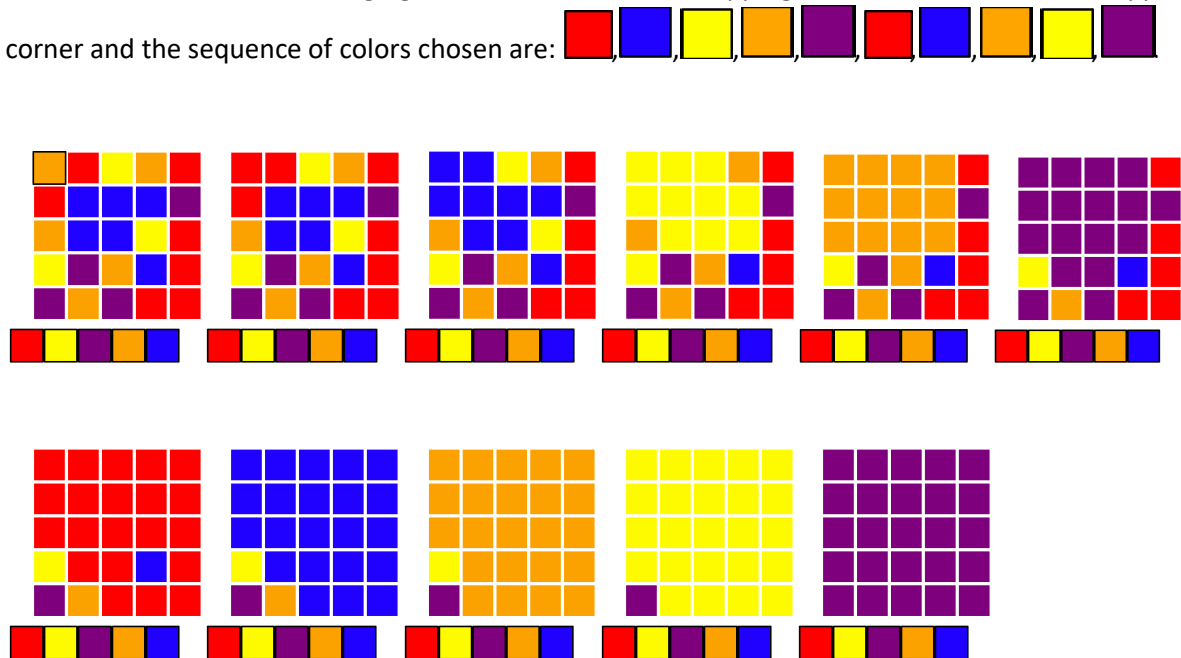 corner and the sequence of colors chosen are: , , , , , , , , , .